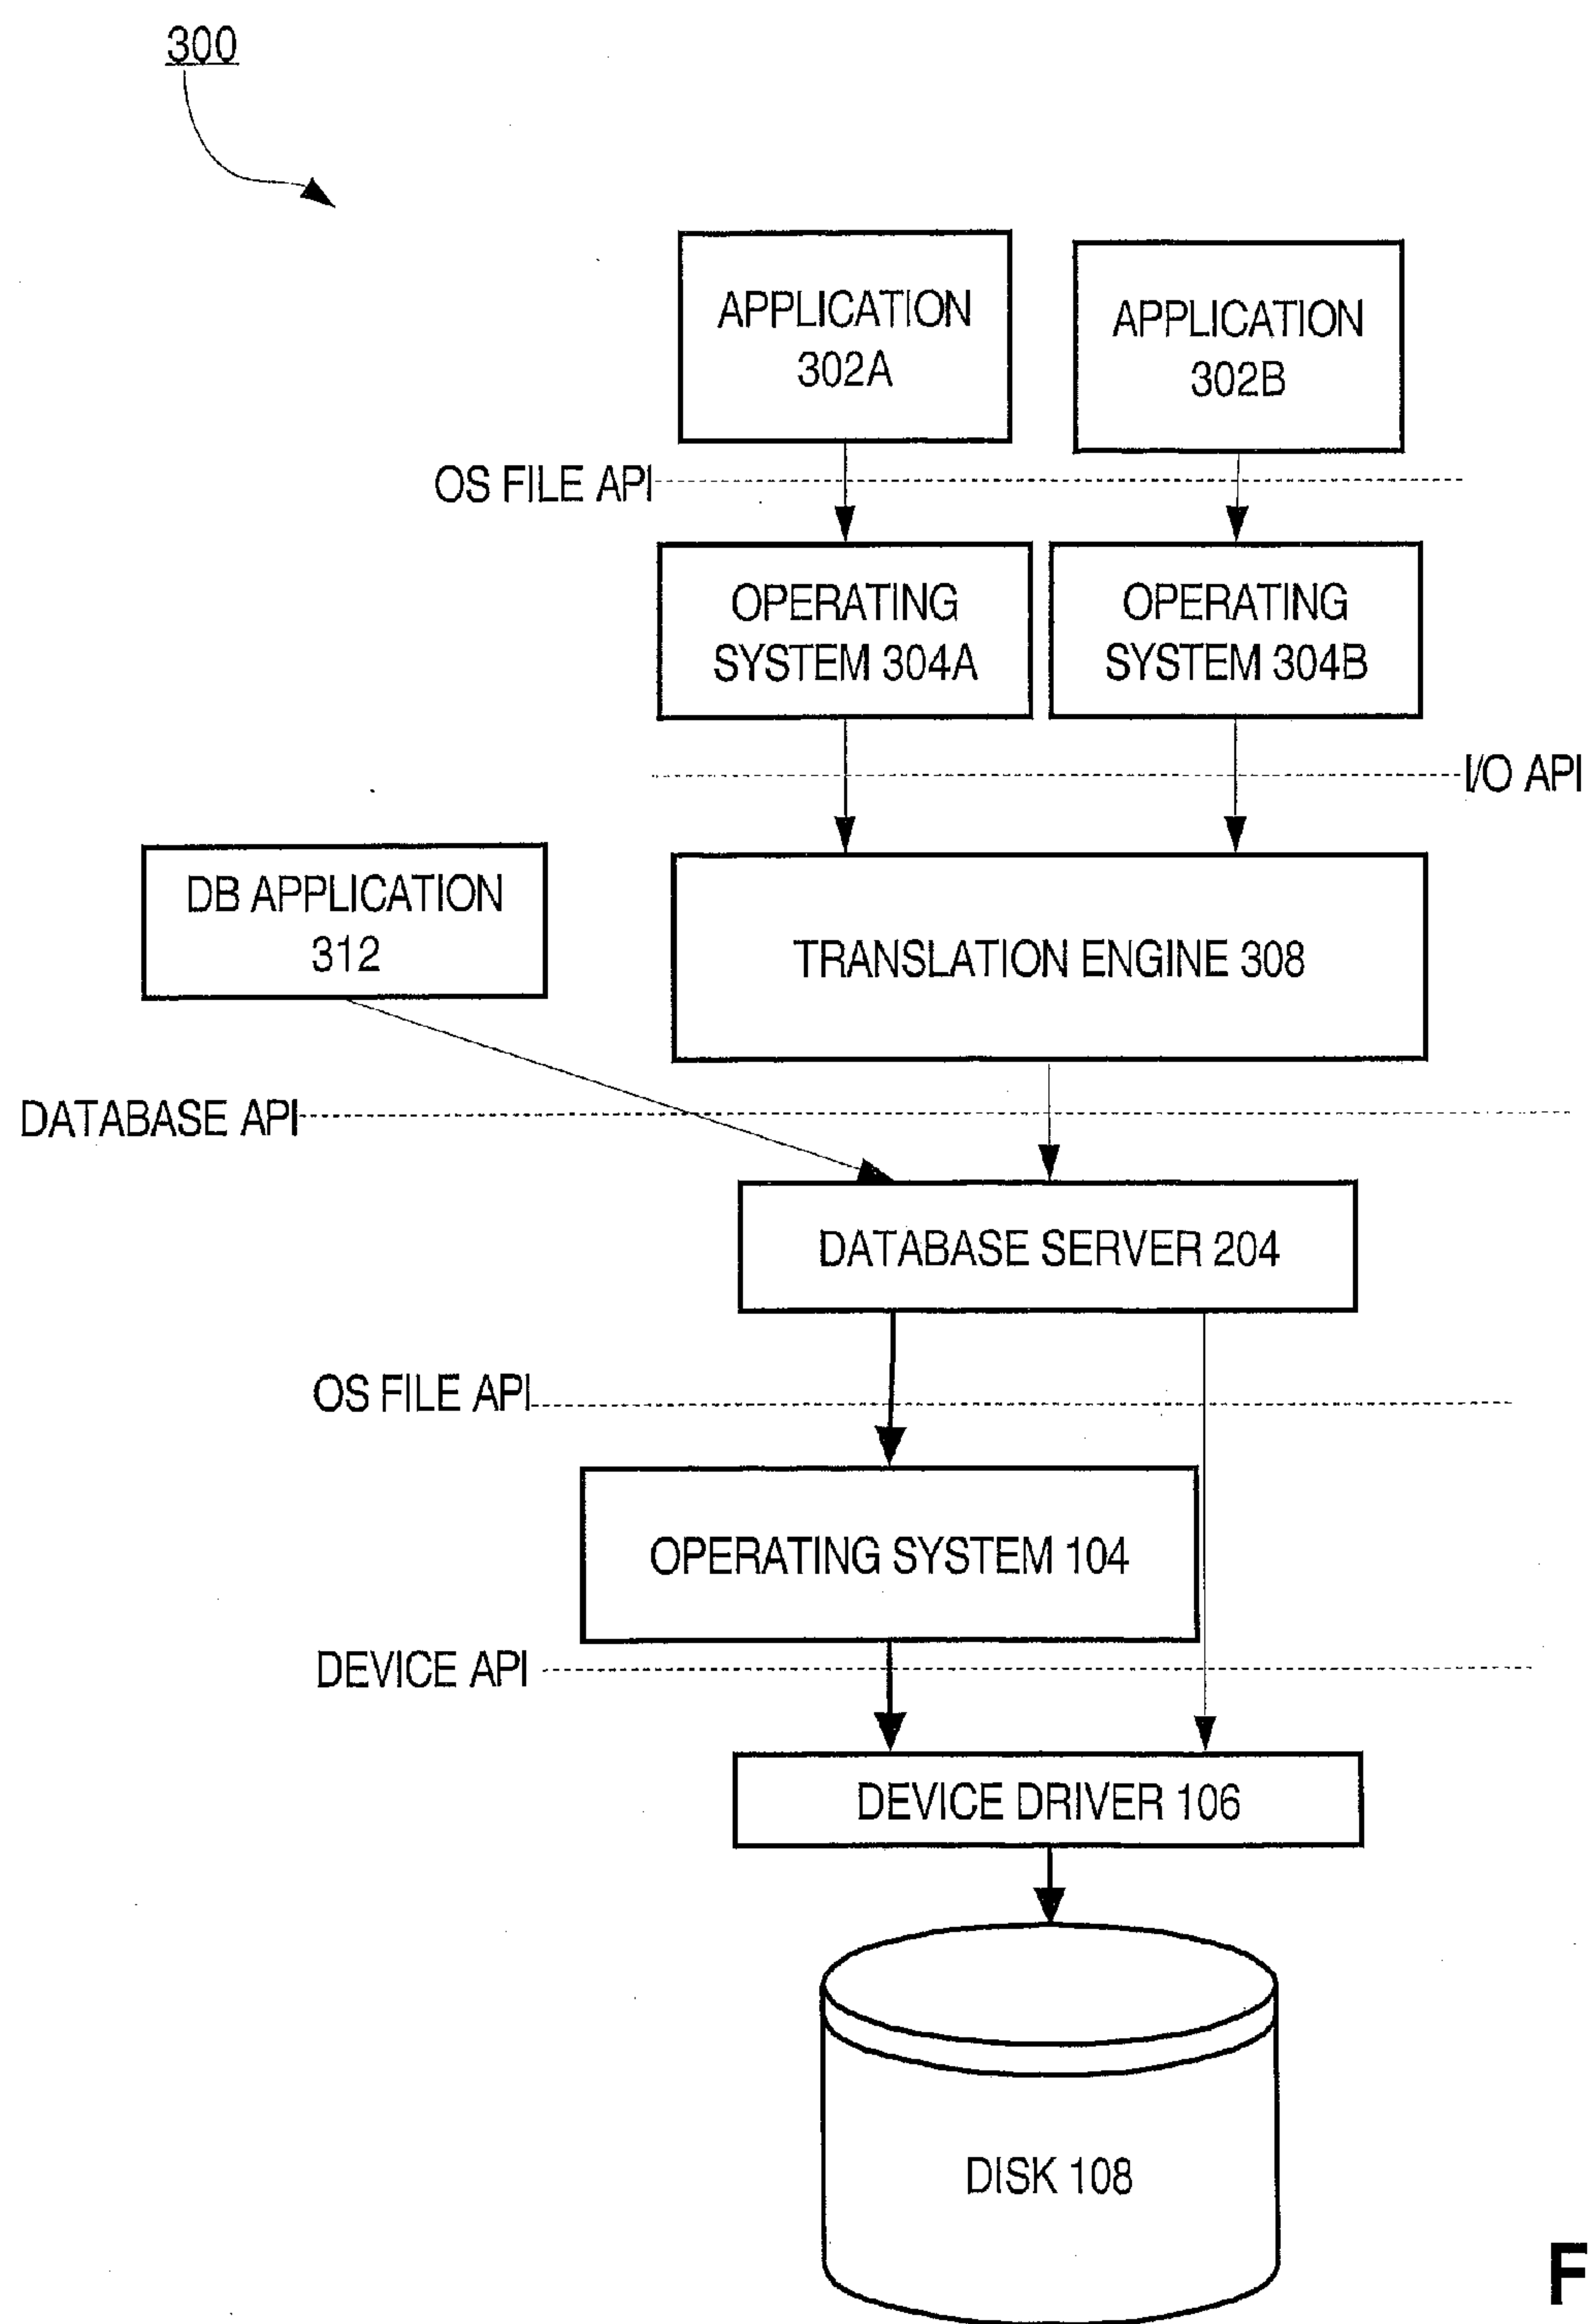 300
APPLICATION
302A
APPLICATION
302B
OS FILE API
OPERATING
SYSTEM 304A
OPERATING
SYSTEM 304B
I/O API
DB APPLICATION
312
TRANSLATION ENGINE 308
DATABASE API
DATABASE SERVER 204
OS FILE API
OPERATING SYSTEM 104
DEVICE API
DEVICE DRIVER 106
DISK 108
F